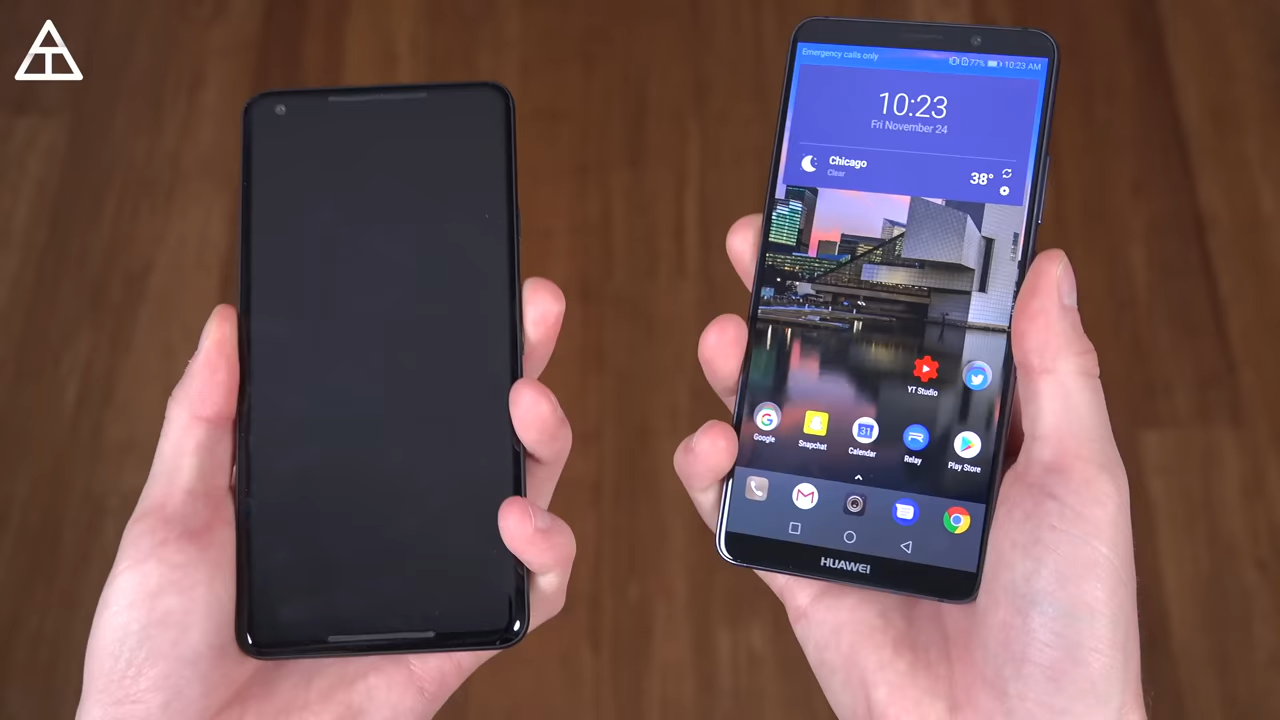 Emergency calls only
77% 10:23 AM
10:23
Fri November 24
Chicago
Clear
38°
YT Studio
Google
Snapchat
31
Calendar
Relay
Play Store
HUAWEI